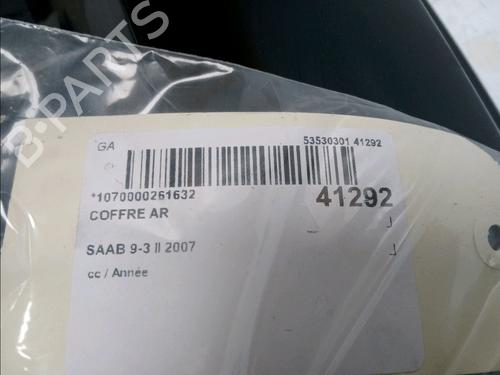 B-PARTS
GA
53530301 41292
*1070000261632
41292
COFFRE AR
SAAB 9-3 II 2007
cc / Année